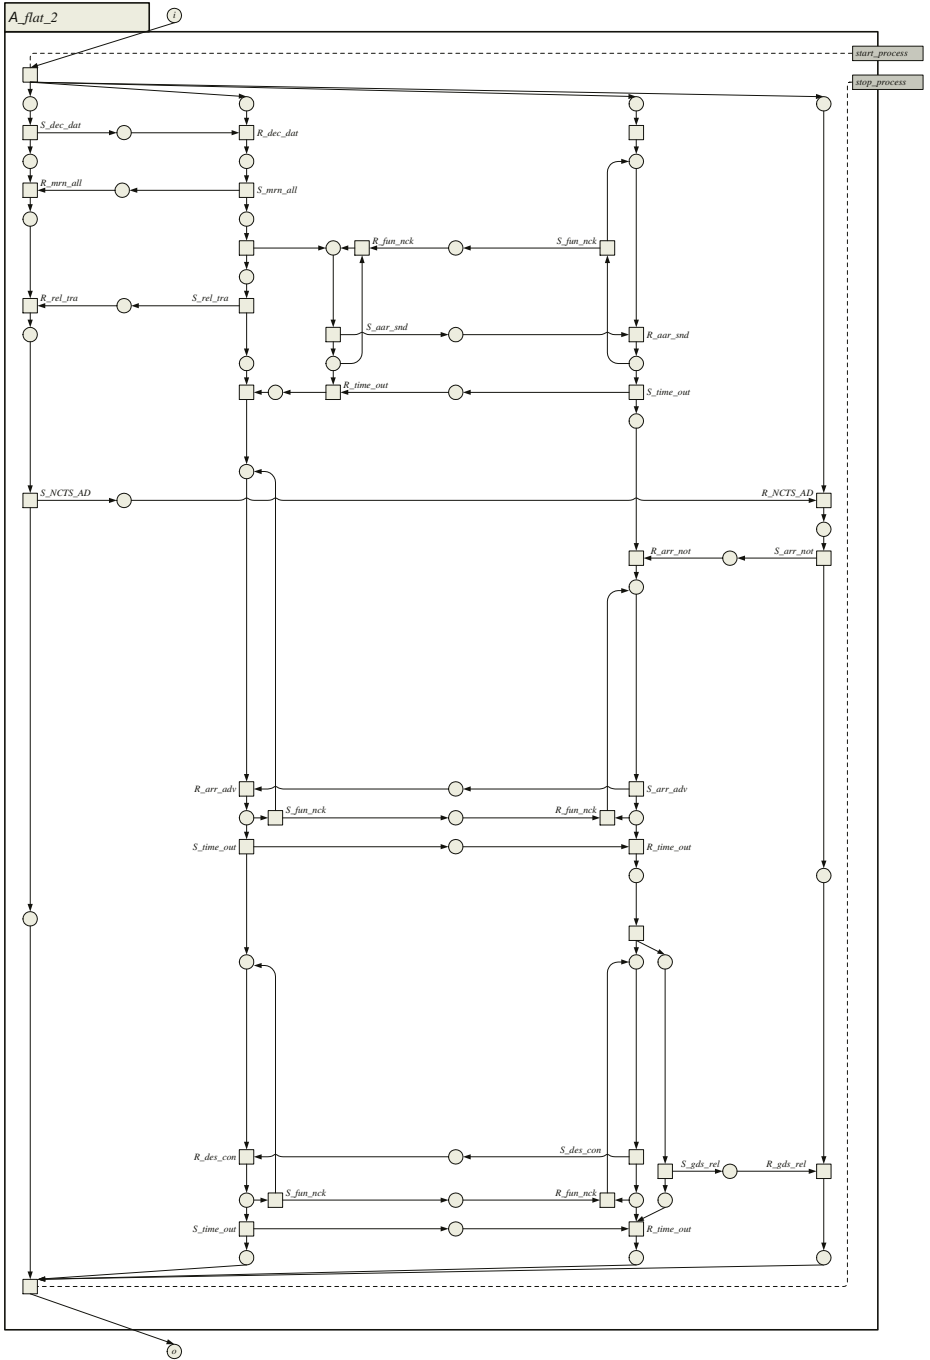 A_flat_2
i
start_process
stop_process
S_dec_dat
R_dec_dat
R_mrn_all
S_mrn_all
R_fun_nck
S_fun_nck
R_rel_tra
S_rel_tra
S_aar_snd
R_aar_snd
R_time_out
S_time_out
S_NCTS_AD
R_NCTS_AD
R_arr_not
S_arr_not
R_arr_adv
S_arr_adv
S_fun_nck
R_fun_nck
S_time_out
R_time_out
R_des_con
S_des_con
S_gds_rel
R_gds_rel
S_fun_nck
R_fun_nck
S_time_out
R_time_out
o